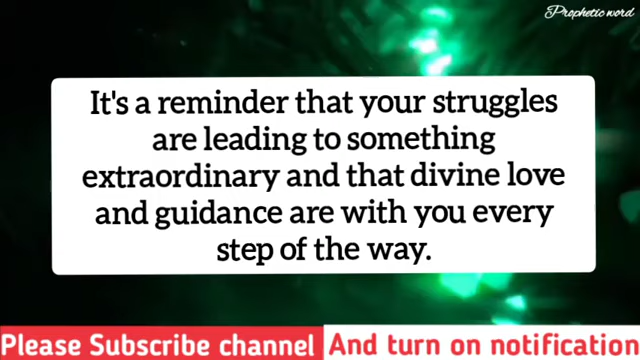 Prophetic word
It's a reminder that your struggles
are leading to something
extraordinary and that divine love
and guidance are with you every
step of the way.
Please Subscribe channel And turn on notification